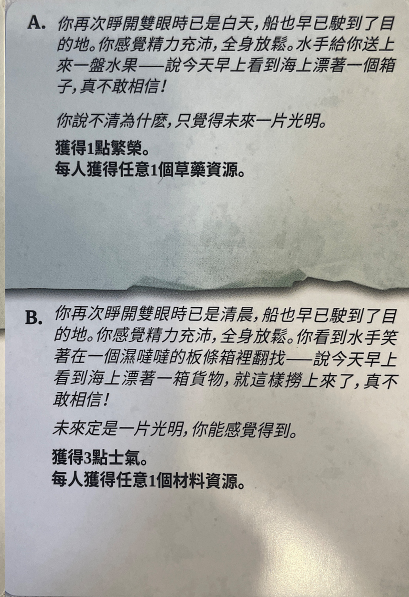 A. 你再次睜開雙眼時已是白天，船也早已駛到了目
的地。你感覺精力充沛，全身放鬆。水手給你送上
來一盤水果——說今天早上看到海上漂著一個箱
子，真不敢相信！
你說不清為什麼，只覺得未來一片光明。
獲得1點繁榮。
每人獲得任意1個草藥資源。
B. 你再次睜開雙眼時已是清晨，船也早已駛到了目
的地。你感覺精力充沛，全身放鬆。你看到水手笑
著在一個濕噠噠的板條箱裡翻找——說今天早上
看到海上漂著一箱貨物，就這樣撈上來了，真不
敢相信！
未來定是一片光明，你能感覺得到。
獲得3點士氣。
每人獲得任意1個材料資源。